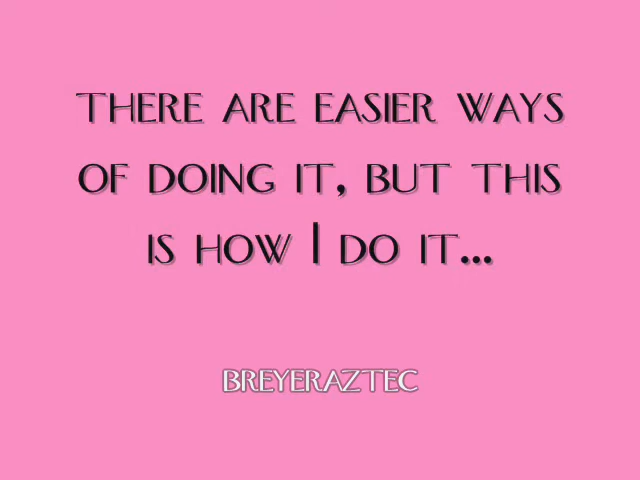 THERE ARE EASIER WAYS
OF DOING IT, BUT THIS
IS HOW I DO IT...
BREYERAZTEC